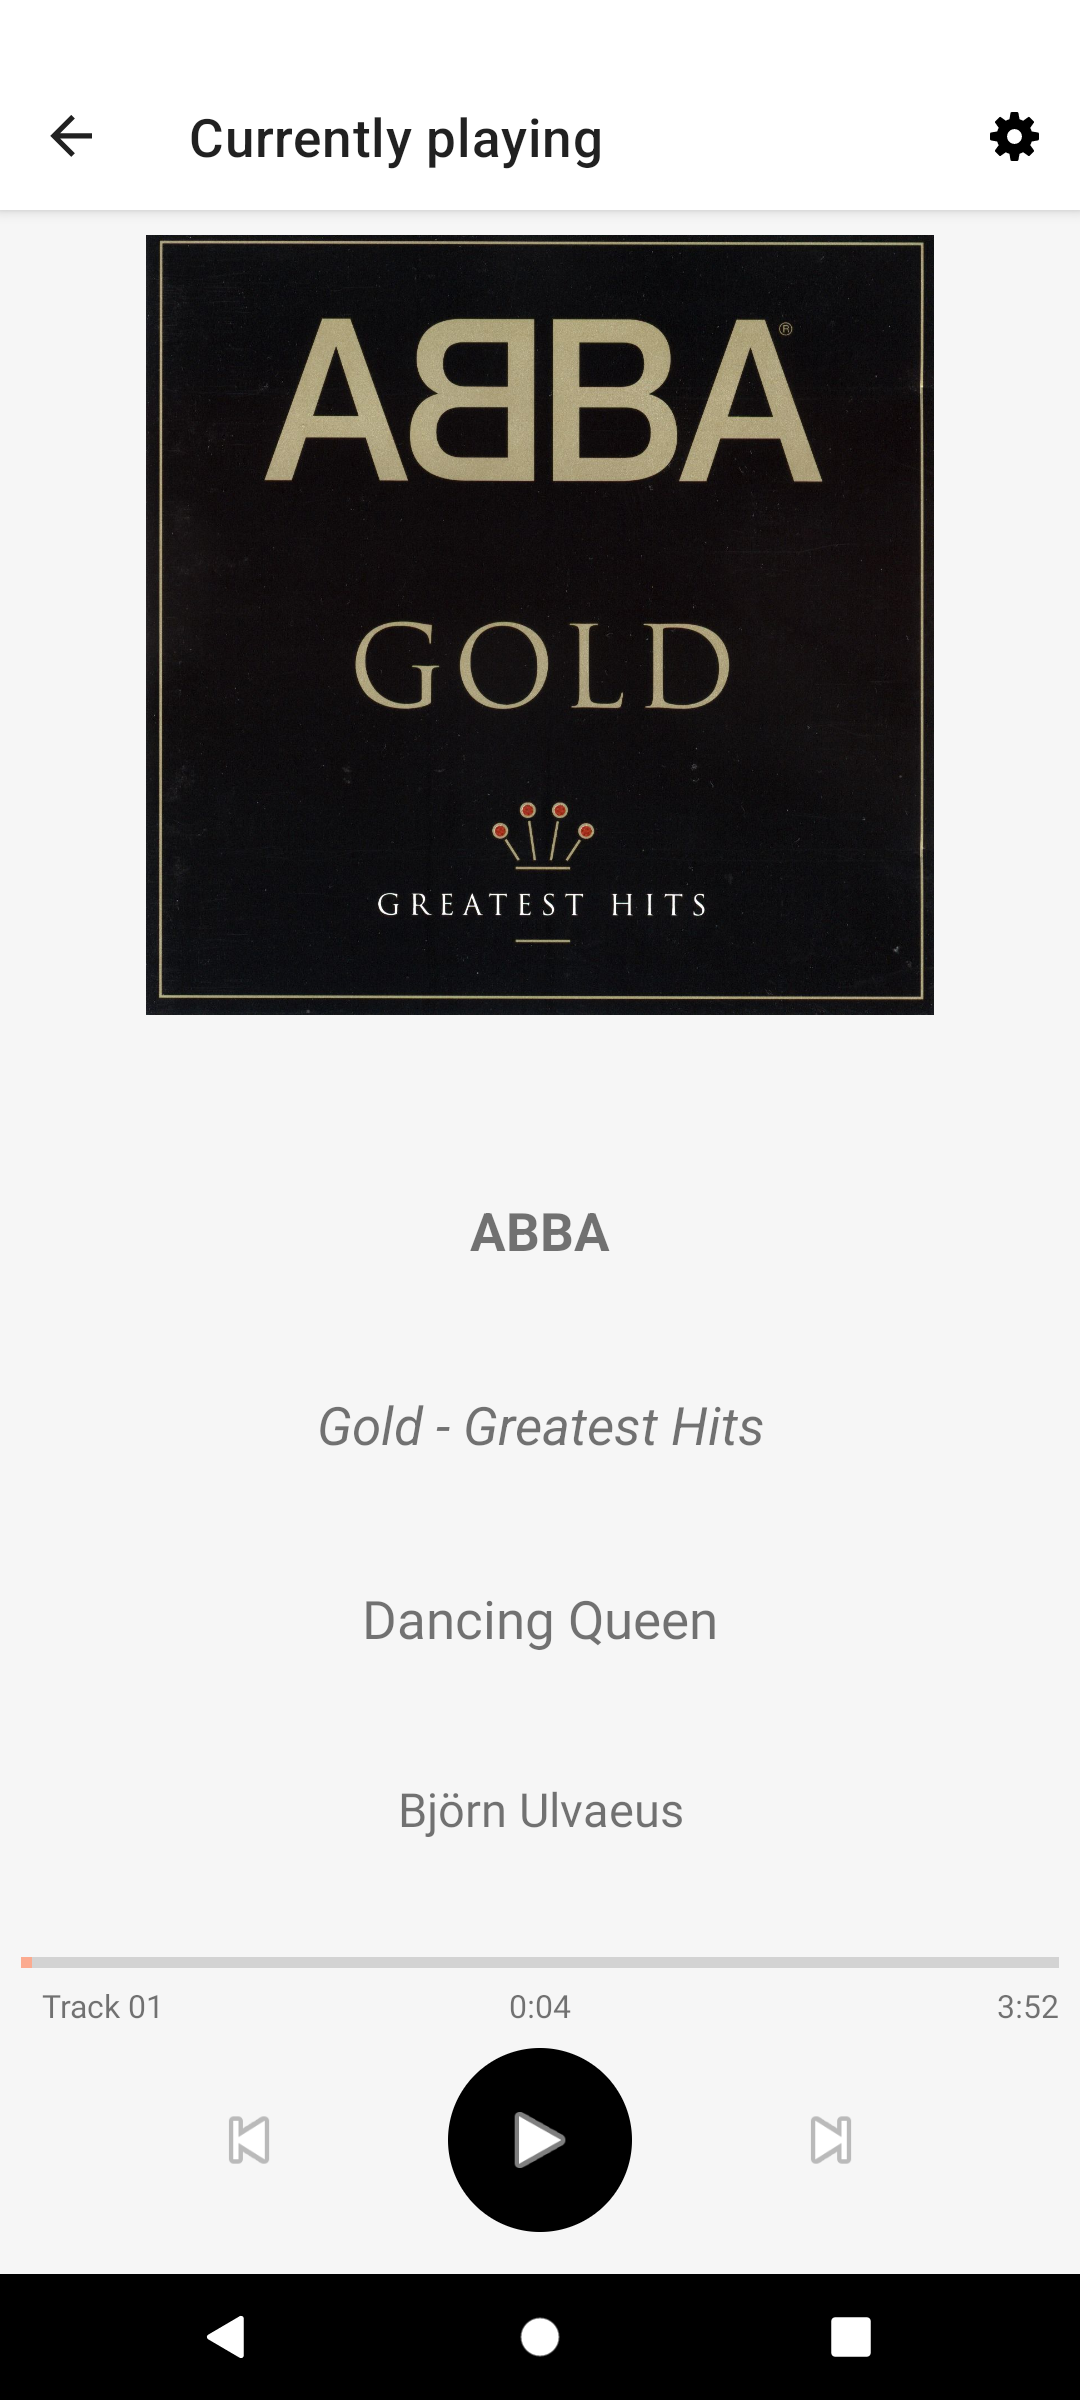 Currently playing
ABBA®
GOLD
GREATEST HITS
ABBA
Gold - Greatest Hits
Dancing Queen
Björn Ulvaeus
Track 01 0:04 3:52